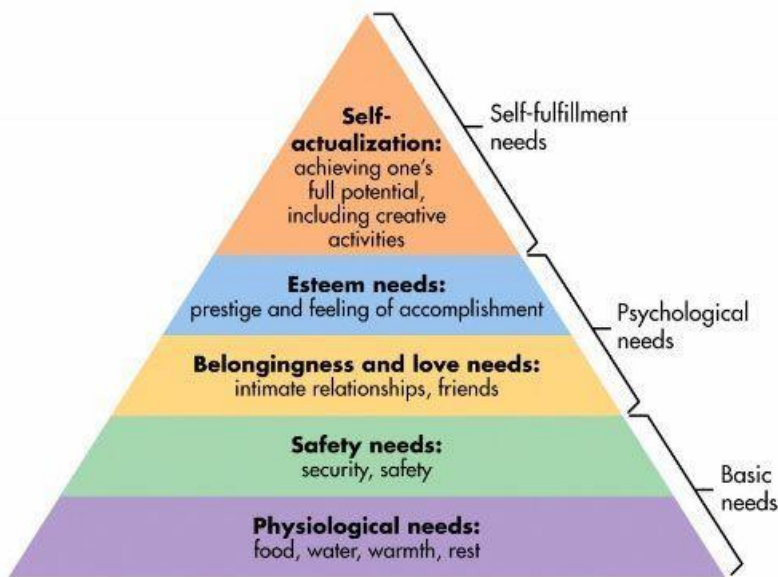 Self-
actualization:
achieving one's
full potential,
including creative
activities
Self-fulfillment
needs
Esteem needs:
prestige and feeling of accomplishment
Psychological
needs
Belongingness and love needs:
intimate relationships, friends
Safety needs:
security, safety
Basic
needs
Physiological needs:
food, water, warmth, rest